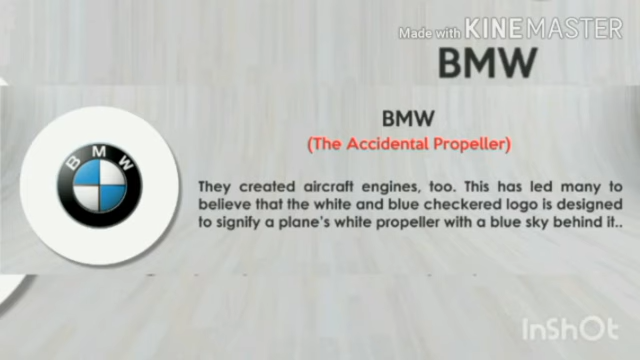 Made with KINEMASTER
BMW
BMW
(The Accidental Propeller)
BMW
They created aircraft engines, too. This has led many to
believe that the white and blue checkered logo is designed
to signify a plane's white propeller with a blue sky behind it..
InShOt